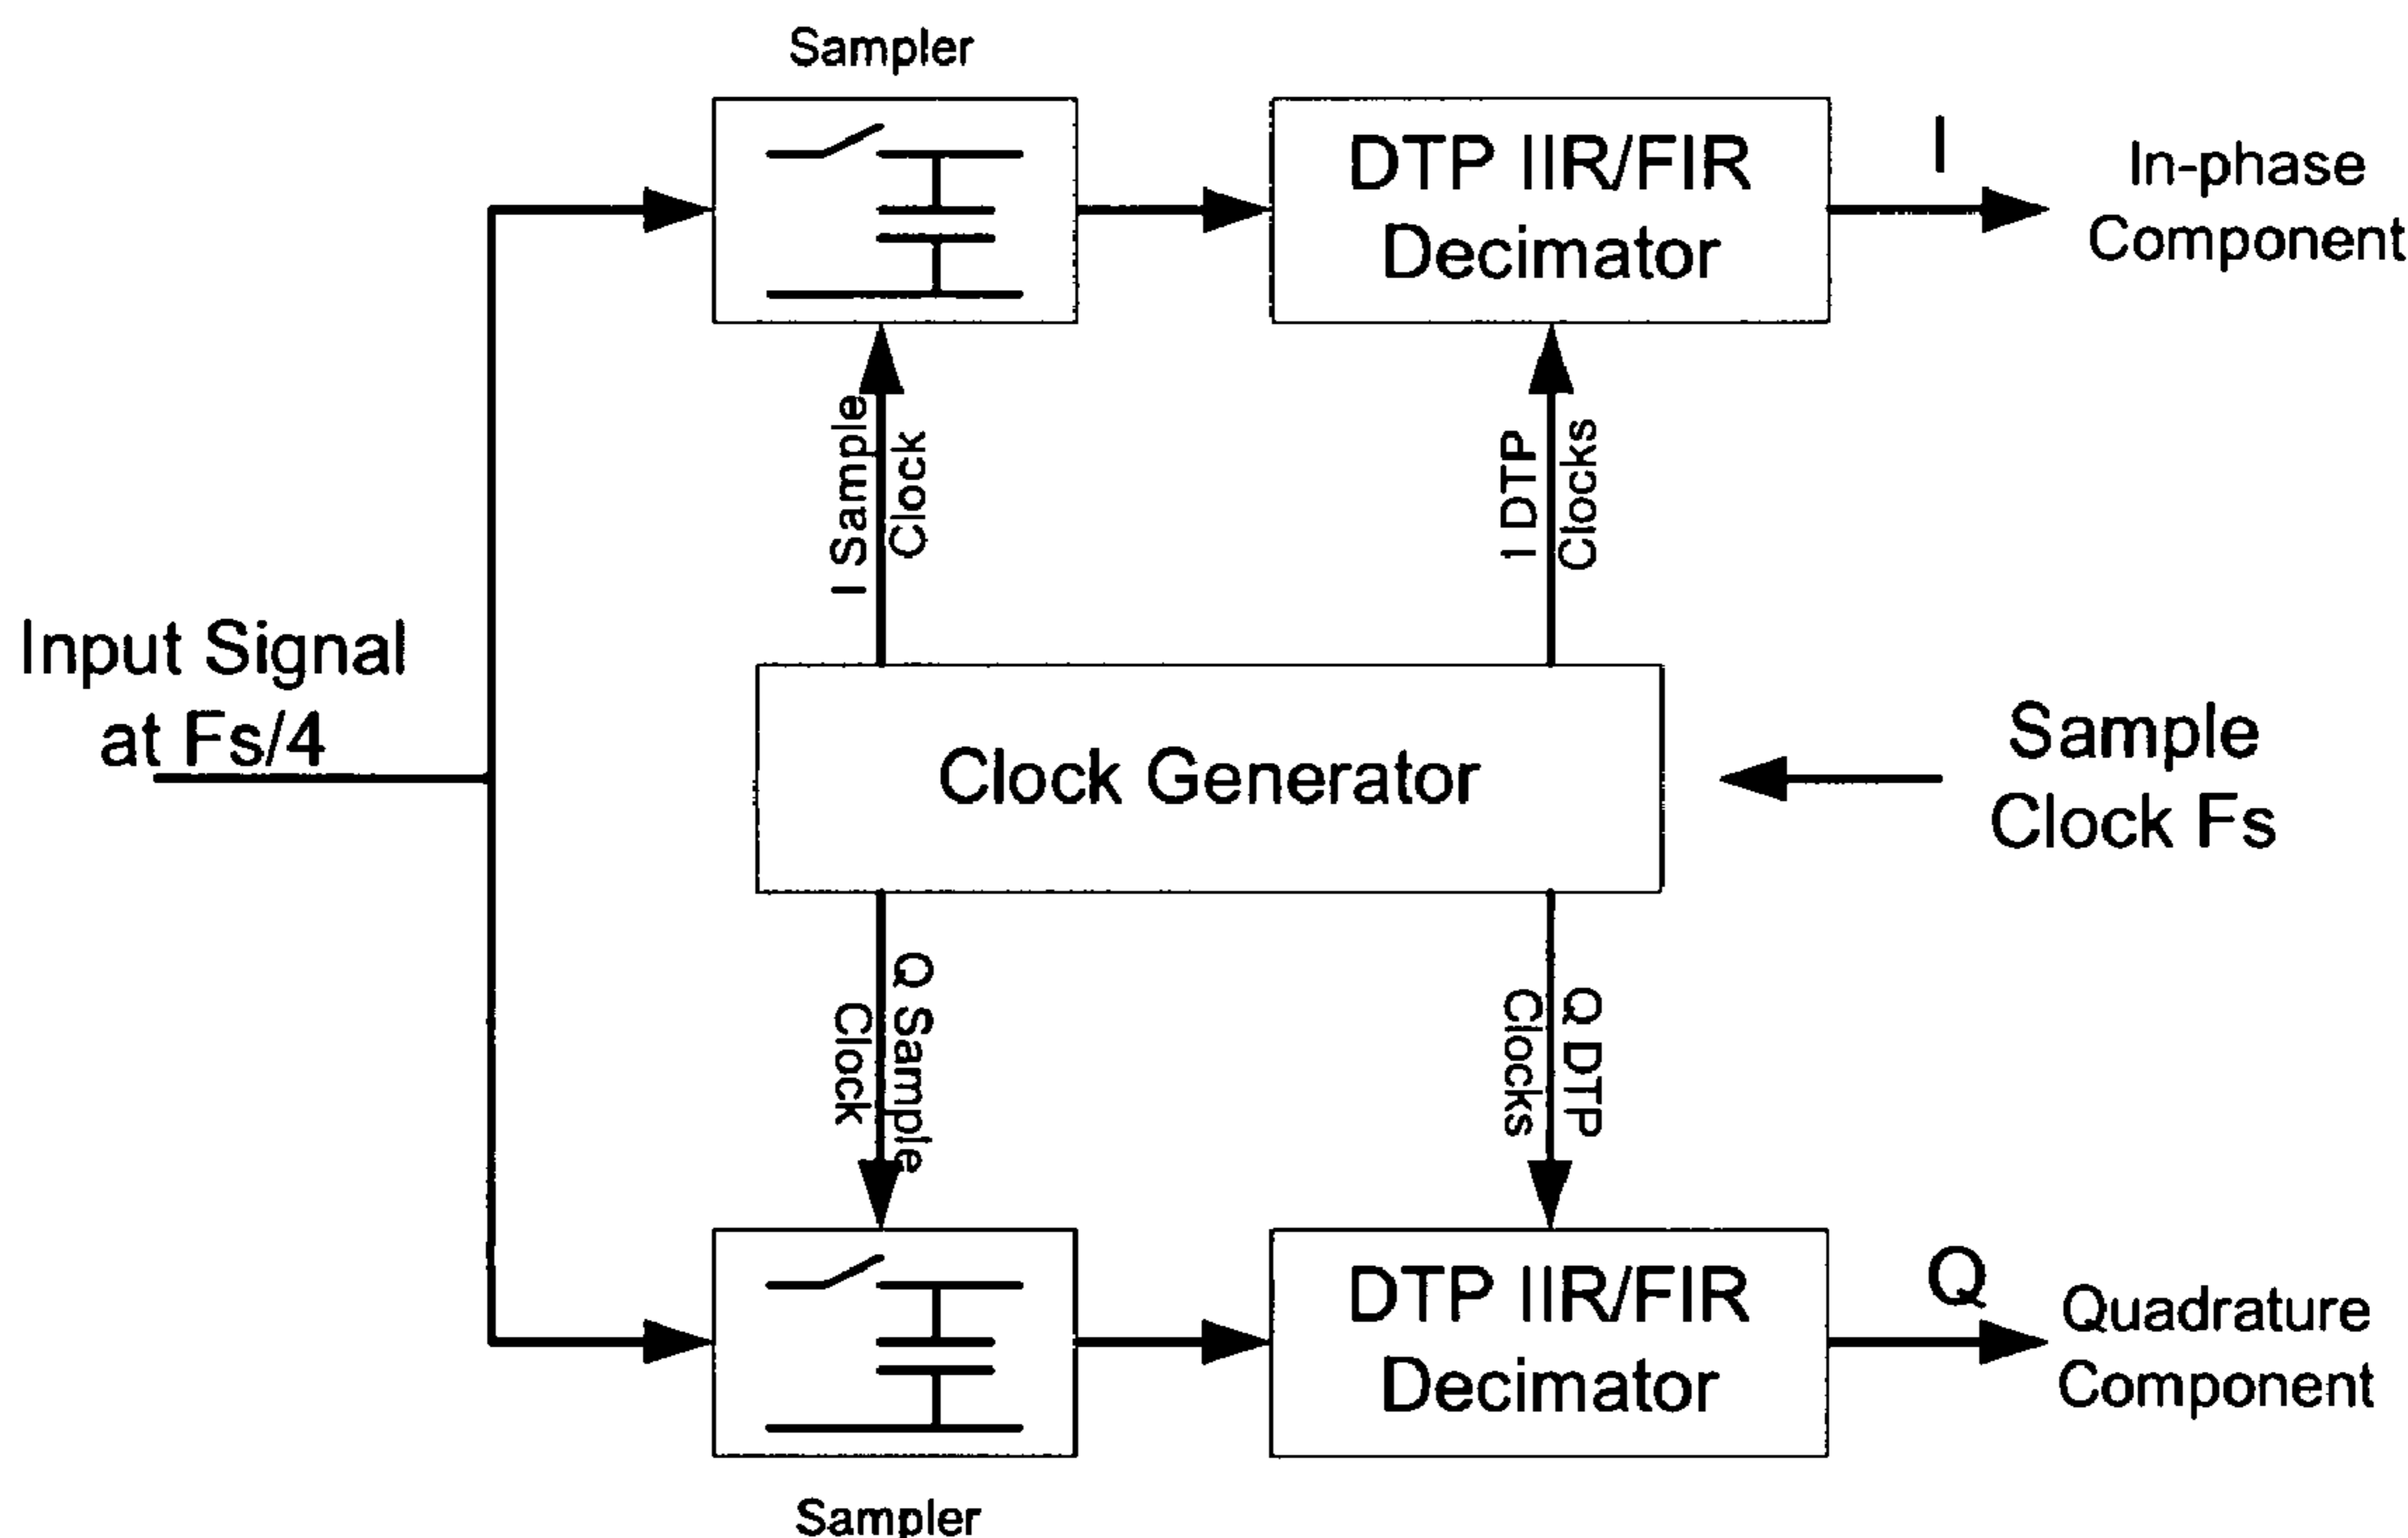 Sampler
DTP IIR/FIR
Decimator
I
In-phase
Component
I Sample
Clock
I DTP
Clocks
Input Signal
at Fs/4
Clock Generator
Sample
Clock Fs
Q Sample
Clock
Q DTP
Clocks
DTP IIR/FIR
Decimator
Q
Quadrature
Component
Sampler